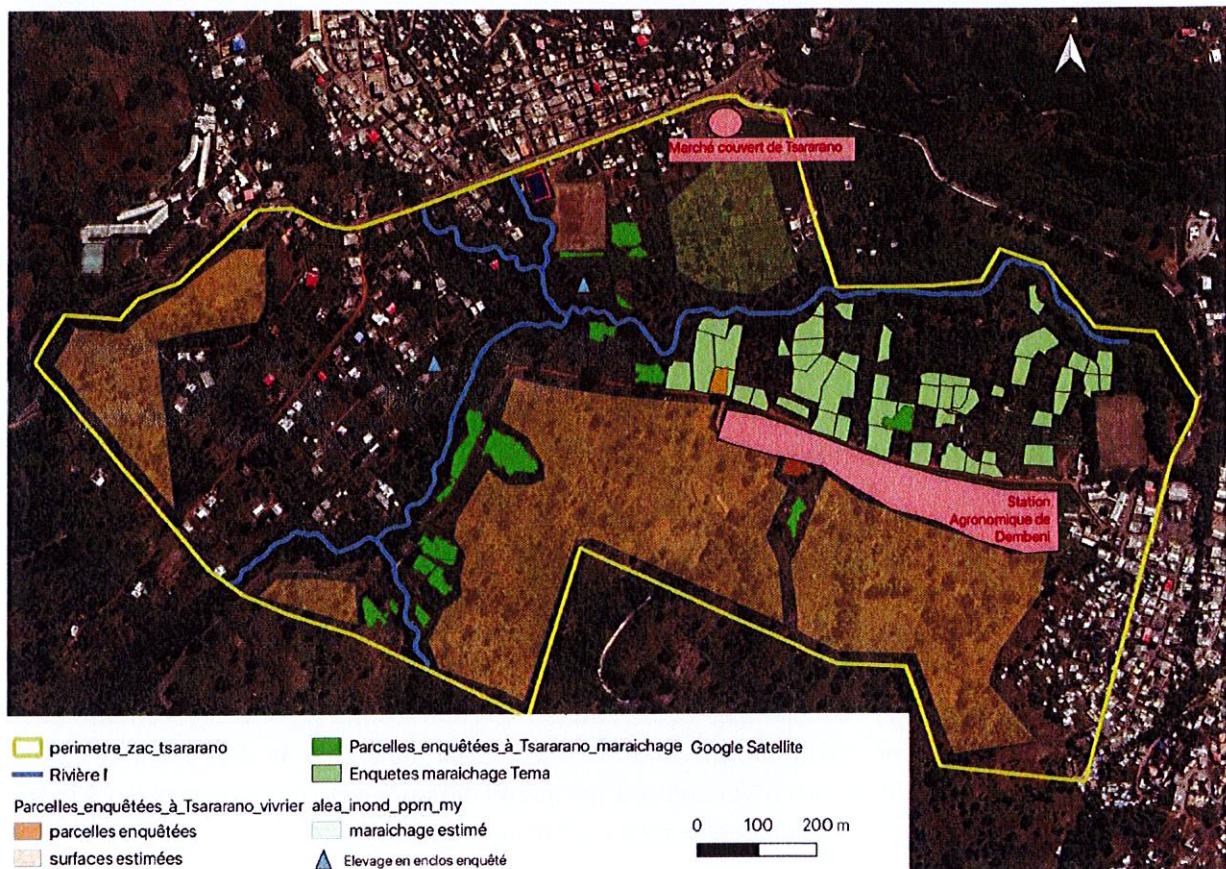 Marché couvert de Tsararano
Station
Agronomique de
Dembeni
perimetre_zac_tsararano
Rivière
Parcelles_enquêtées_à_Tsararano_vivrier
parcelles enquêtées
surfaces estimées
Parcelles_enquêtées_à_Tsararano_maraichage
Enquetes maraichage Tema
alea_inond_pprn_my
maraichage estimé
Elevage en enclos enquêté
Google Satellite
0 100 200 m